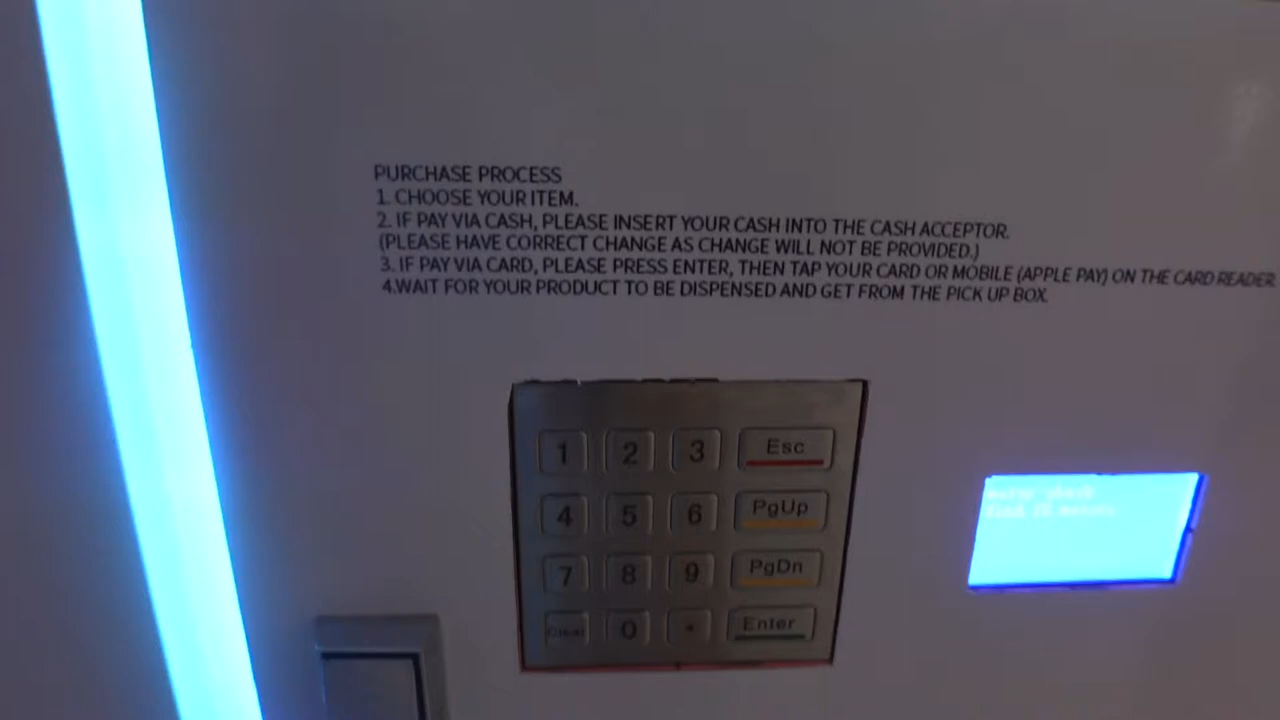 PURCHASE PROCESS
1. CHOOSE YOUR ITEM.
2. IF PAY VIA CASH, PLEASE INSERT YOUR CASH INTO THE CASH ACCEPTOR.
(PLEASE HAVE CORRECT CHANGE AS CHANGE WILL NOT BE PROVIDED.)
3. IF PAY VIA CARD, PLEASE PRESS ENTER, THEN TAP YOUR CARD OR MOBILE (APPLE PAY) ON THE CARD READER.
4.WAIT FOR YOUR PRODUCT TO BE DISPENSED AND GET FROM THE PICK UP BOX.
1 2 3 Esc
4 5 6 PgUp
7 8 9 PgDn
Clear 0 . Enter